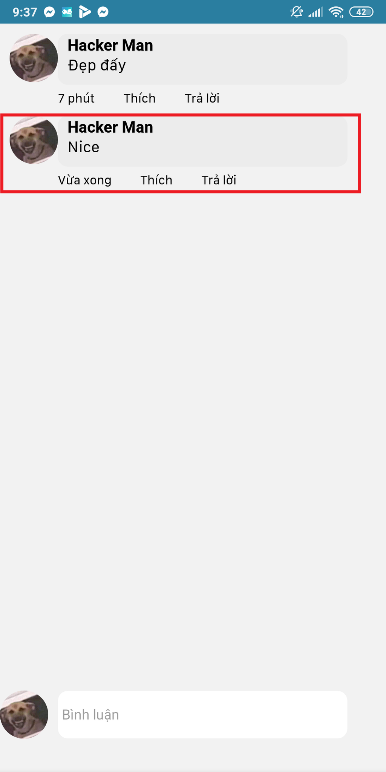 9:37
42
Hacker Man
Đẹp đấy
7 phút Thích Trả lời
Hacker Man
Nice
Vừa xong Thích Trả lời
Bình luận